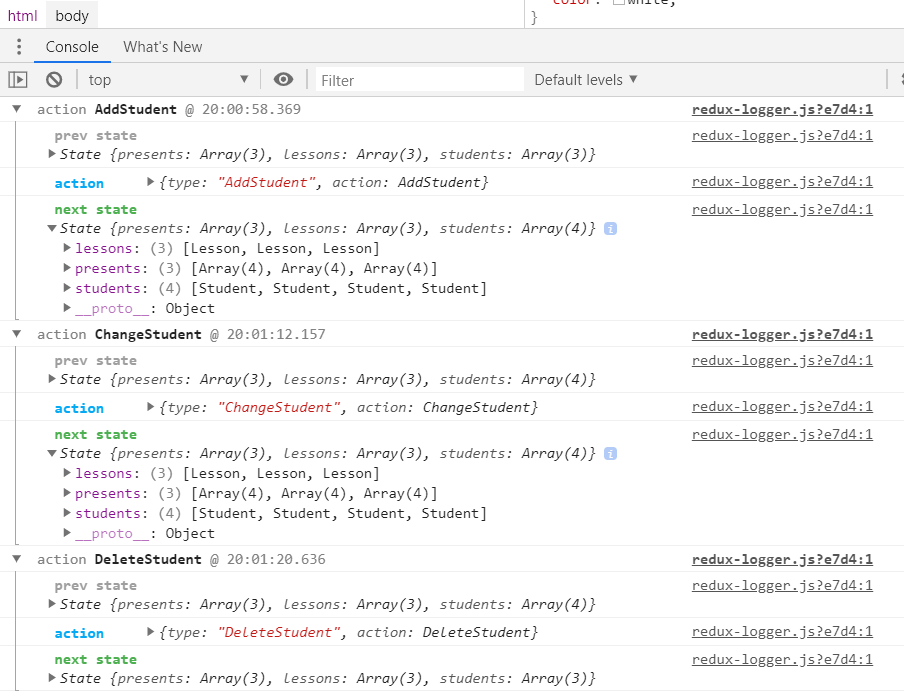 html body
color: white;
}
Console What's New
top Filter Default levels
action AddStudent @ 20:00:58.369 redux-logger.js?e7d4:1
prev state redux-logger.js?e7d4:1
State {presents: Array(3), lessons: Array(3), students: Array(3)}
action {type: "AddStudent", action: AddStudent} redux-logger.js?e7d4:1
next state redux-logger.js?e7d4:1
State {presents: Array(3), lessons: Array(3), students: Array(4)} i
lessons: (3) [Lesson, Lesson, Lesson]
presents: (3) [Array(4), Array(4), Array(4)]
students: (4) [Student, Student, Student, Student]
__proto__: Object
action ChangeStudent @ 20:01:12.157 redux-logger.js?e7d4:1
prev state redux-logger.js?e7d4:1
State {presents: Array(3), lessons: Array(3), students: Array(4)}
action {type: "ChangeStudent", action: ChangeStudent} redux-logger.js?e7d4:1
next state redux-logger.js?e7d4:1
State {presents: Array(3), lessons: Array(3), students: Array(4)} i
lessons: (3) [Lesson, Lesson, Lesson]
presents: (3) [Array(4), Array(4), Array(4)]
students: (4) [Student, Student, Student, Student]
__proto__: Object
action DeleteStudent @ 20:01:20.636 redux-logger.js?e7d4:1
prev state redux-logger.js?e7d4:1
State {presents: Array(3), lessons: Array(3), students: Array(4)}
action {type: "DeleteStudent", action: DeleteStudent} redux-logger.js?e7d4:1
next state redux-logger.js?e7d4:1
State {presents: Array(3), lessons: Array(3), students: Array(3)}